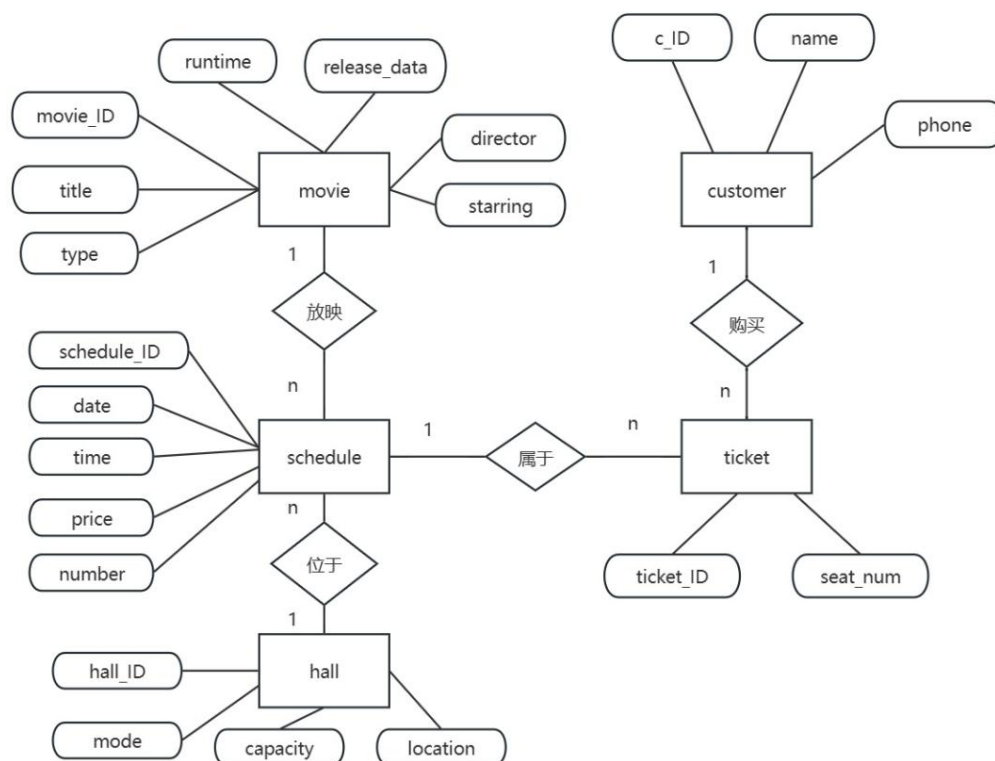 c_ID
name
runtime
release_data
movie_ID
director
phone
movie
customer
title
starring
type
1
1
放映
购买
schedule_ID
n
n
date
1
n
time
schedule
属于
ticket
price
n
number
位于
ticket_ID
seat_num
1
hall_ID
hall
mode
capacity
location